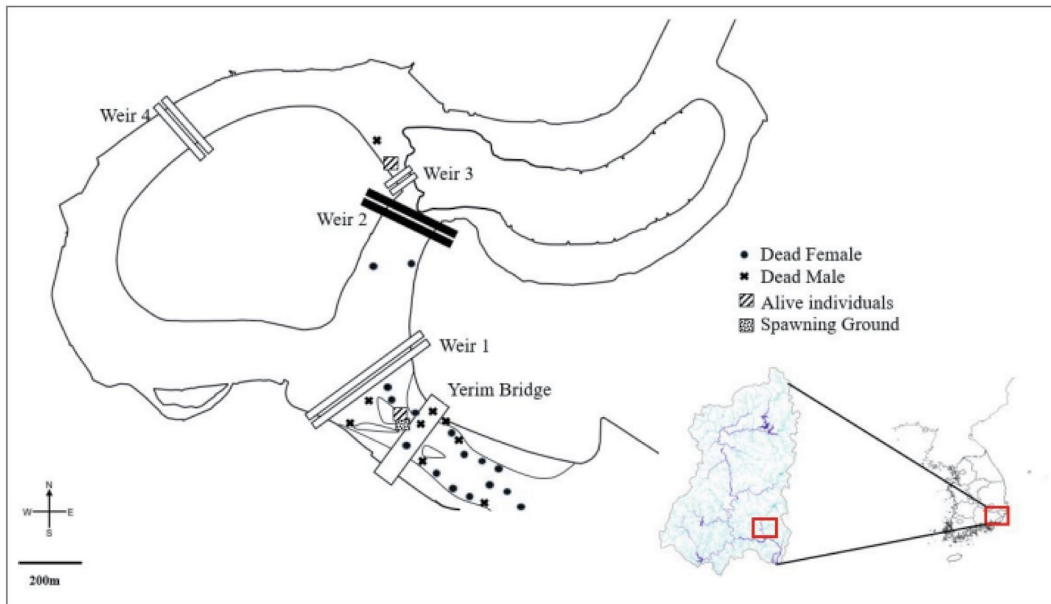 Weir 4
Weir 3
Weir 2
Dead Female
Dead Male
Alive individuals
Spawning Ground
Weir 1
Yerim Bridge
N
W E
S
200m